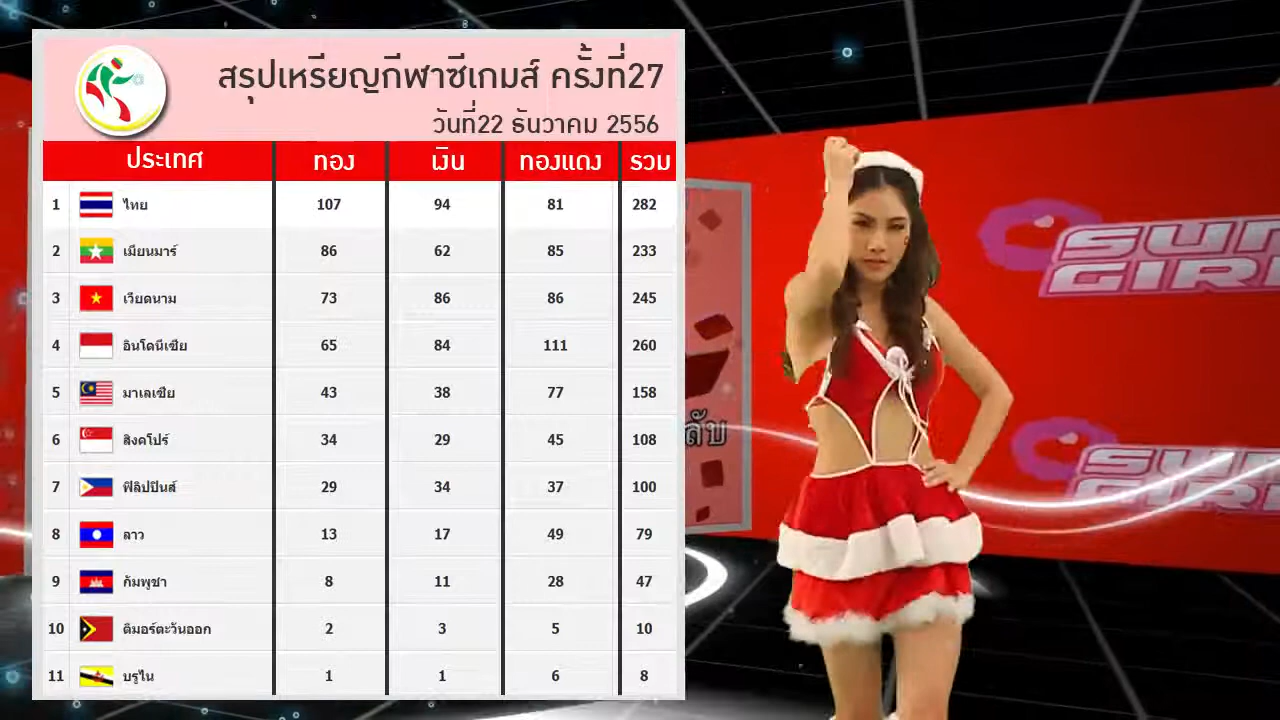 สรุปเหรียญกีฬาซีเกมส์ ครั้งที่27
วันที่22 ธันวาคม 2556
ประเทศ ทอง เงิน ทองแดง รวม
1 ไทย 107 94 81 282
2 เมียนมาร์ 86 62 85 233
3 เวียดนาม 73 86 86 245
4 อินโดนีเซีย 65 84 111 260
5 มาเลเซีย 43 38 77 158
6 สิงคโปร์ 34 29 45 108
7 ฟิลิปปินส์ 29 34 37 100
8 ลาว 13 17 49 79
9 กัมพูชา 8 11 28 47
10 ติมอร์ตะวันออก 2 3 5 10
11 บรูไน 1 1 6 8